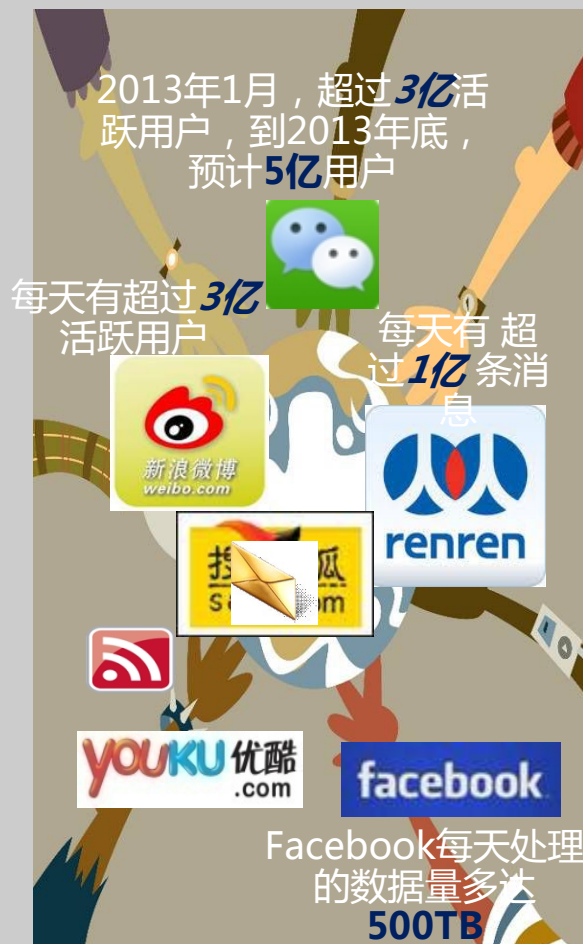 2013年1月，超过3亿活
跃用户，到2013年底，
预计5亿用户
每天有超过3亿
活跃用户
每天有 超
过1亿 条消
息
新浪微博
weibo.com
renren
搜 狐
s m
YOUKU 优酷
.com
facebook
Facebook每天处理
的数据量多达
500TB